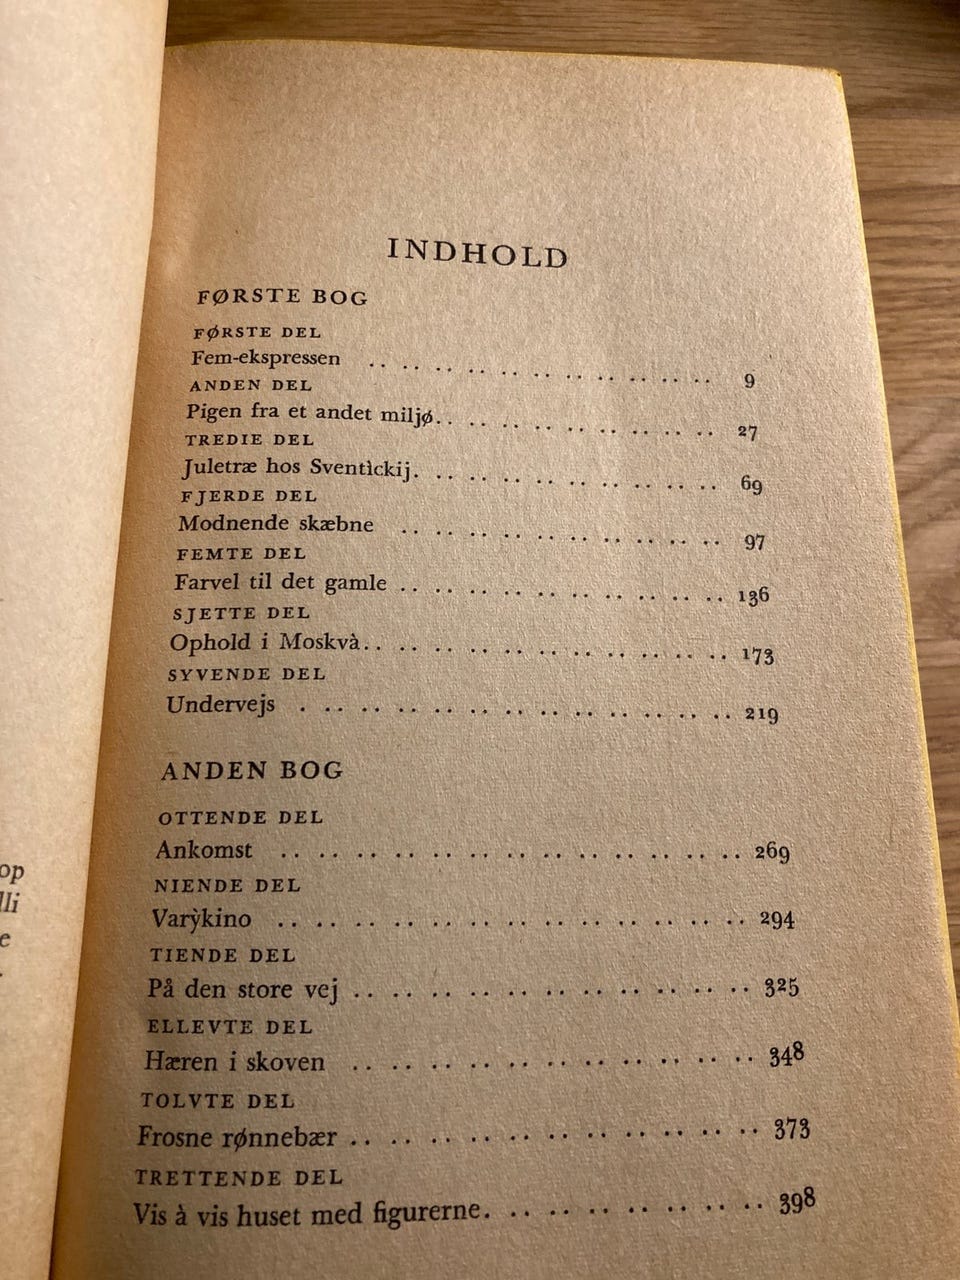 INDHOLD
FØRSTE BOG
FØRSTE DEL
Fem-ekspressen .. .. .. .. .. .. .. .. .. .. .. 9
ANDEN DEL
Pigen fra et andet miljø.. .. .. .. .. .. .. .. .. 27
TREDIE DEL
Juletræ hos Sventìckij. .. .. .. .. .. .. .. .. .. 69
FJERDE DEL
Modnende skæbne .. .. .. .. .. .. .. .. .. .. 97
FEMTE DEL
Farvel til det gamle .. .. .. .. .. .. .. .. .. .. 136
SJETTE DEL
Ophold i Moskvà.. .. .. .. .. .. .. .. .. .. .. 173
SYVENDE DEL
Undervejs . .. .. .. .. .. .. .. .. .. .. .. .. 219
ANDEN BOG
OTTENDE DEL
Ankomst .. .. .. .. .. .. .. .. .. .. .. .. .. 269
NIENDE DEL
Varỳkino .. .. .. .. .. .. .. .. .. .. .. .. .. 294
TIENDE DEL
På den store vej .. .. .. .. .. .. .. .. .. .. .. 325
ELLEVTE DEL
Hæren i skoven .. .. .. .. .. .. .. .. .. .. .. 348
TOLVTE DEL
Frosne rønnebær .. .. .. .. .. .. .. .. .. .. .. 373
TRETTENDE DEL
Vis à vis huset med figurerne. .. .. .. .. .. .. .. 398